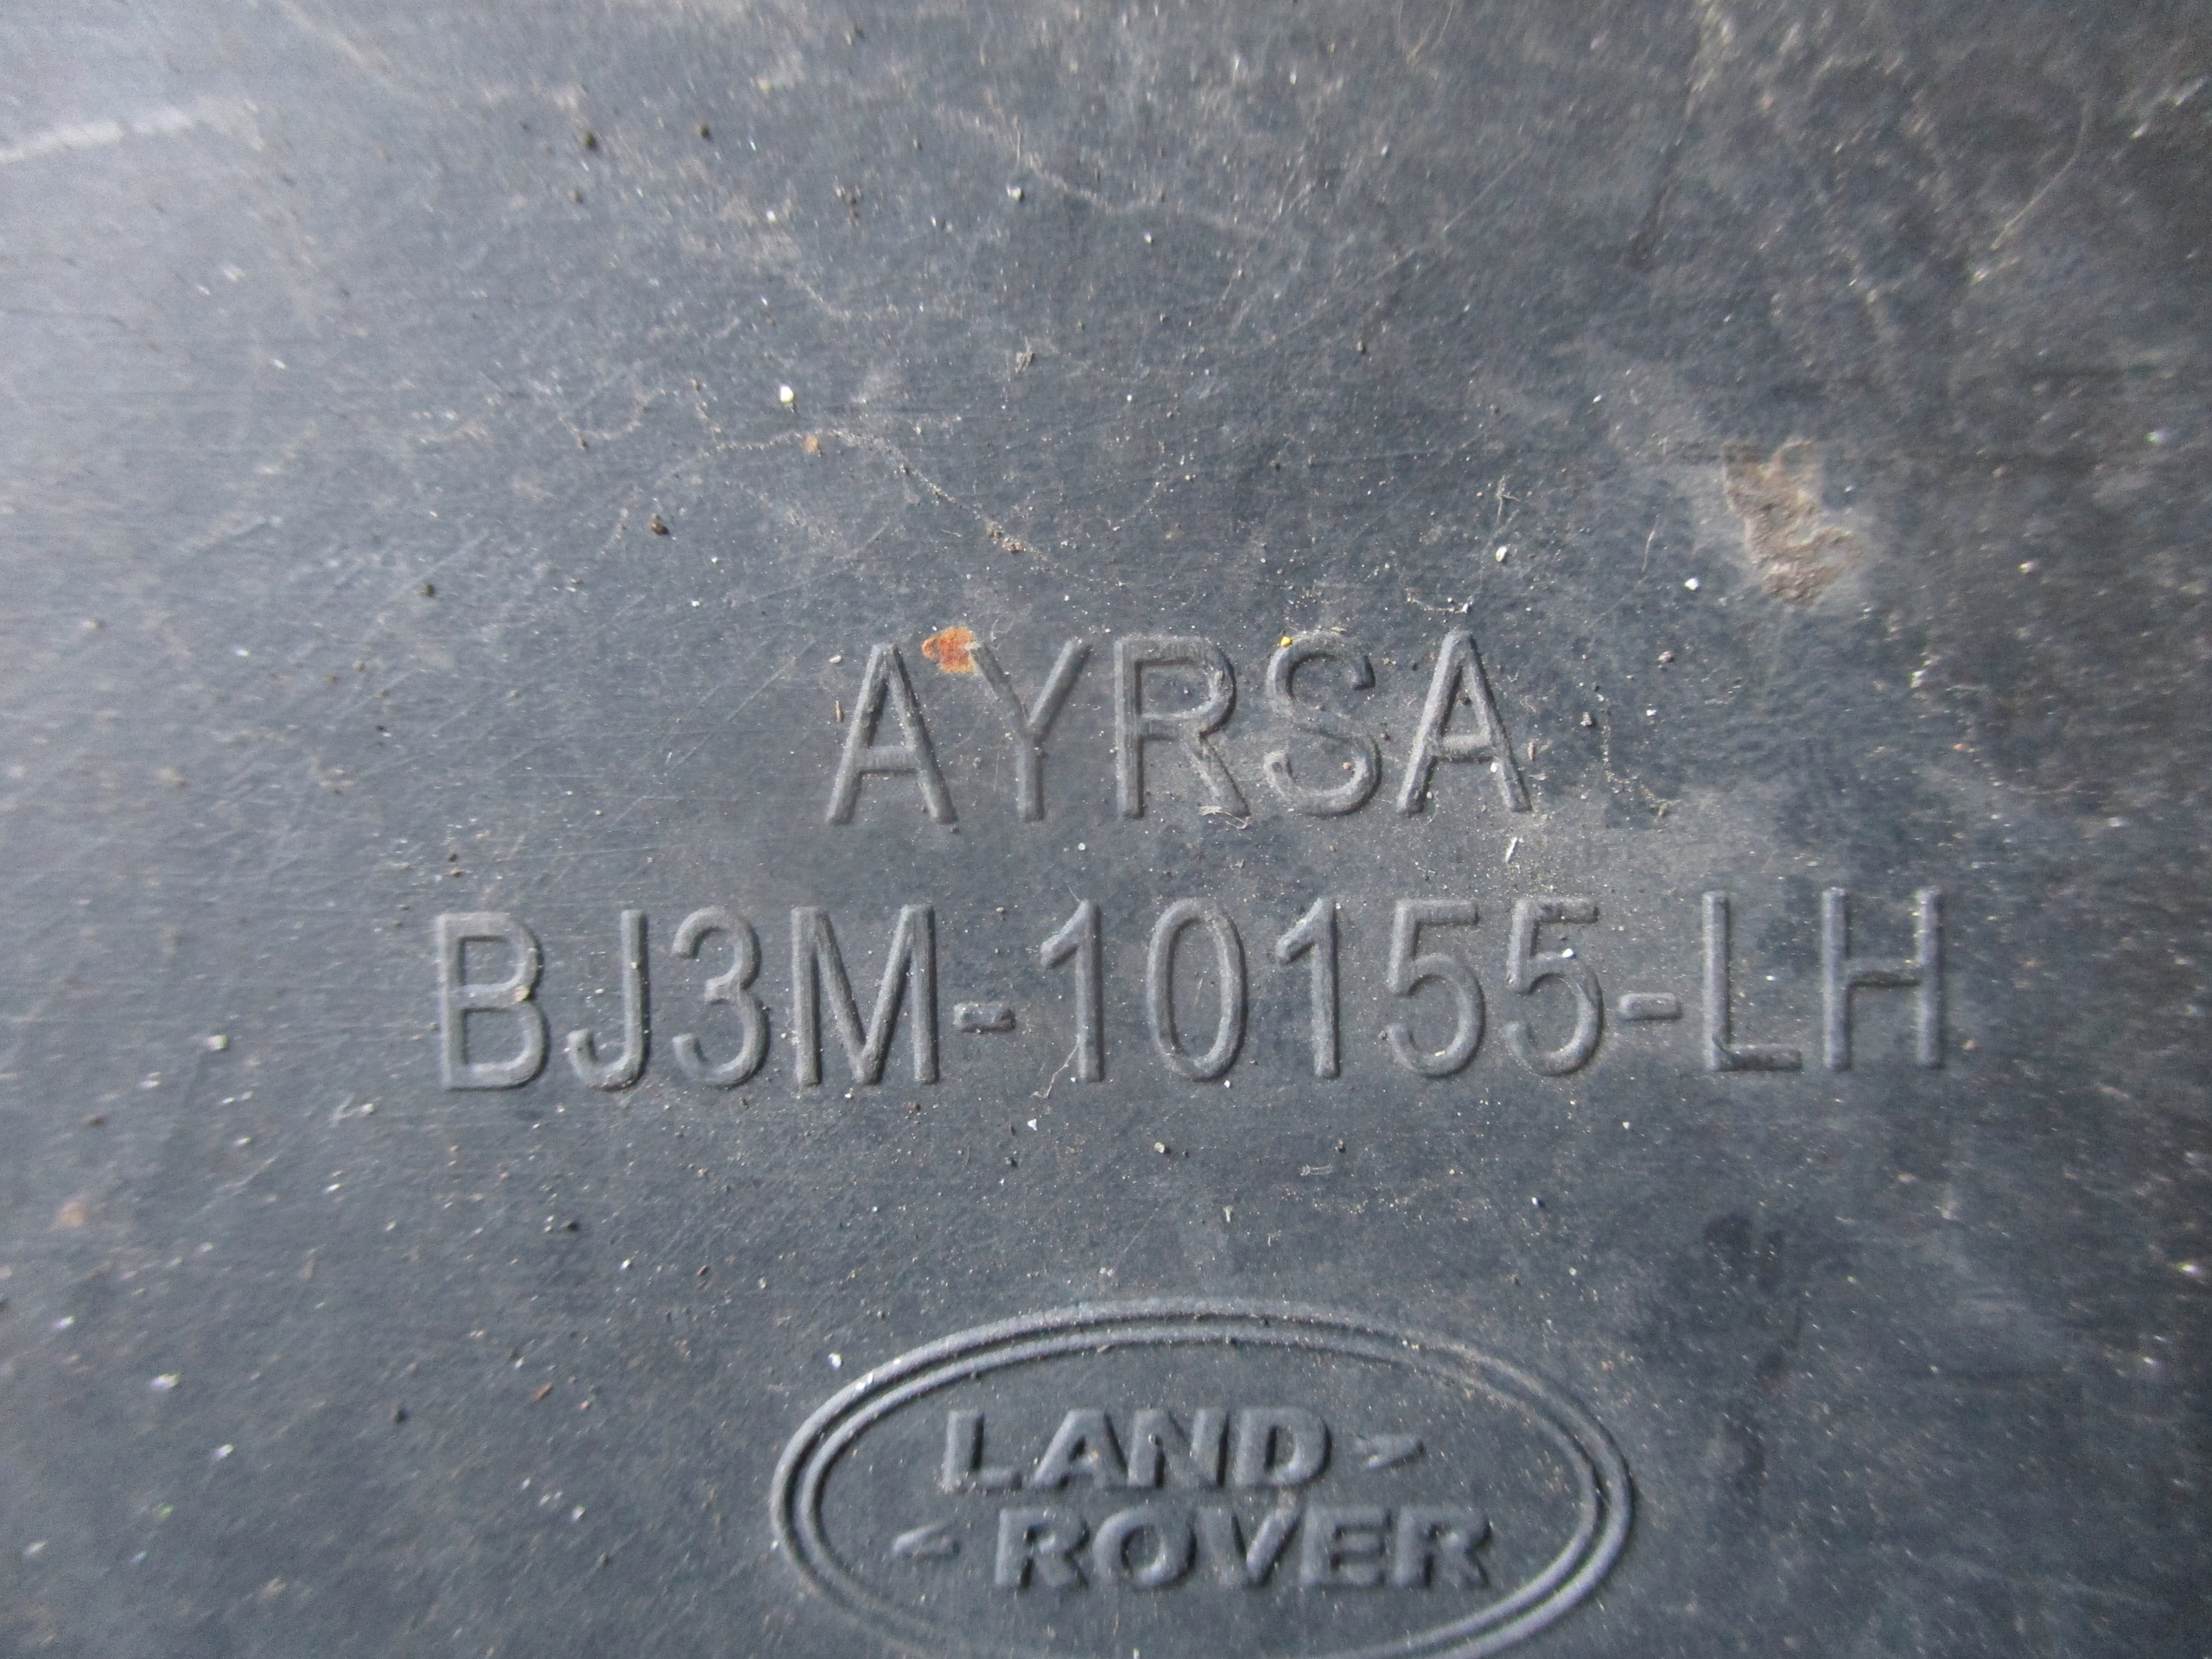 AYRSA
BJ3M-10155-LH
LAND
ROVER